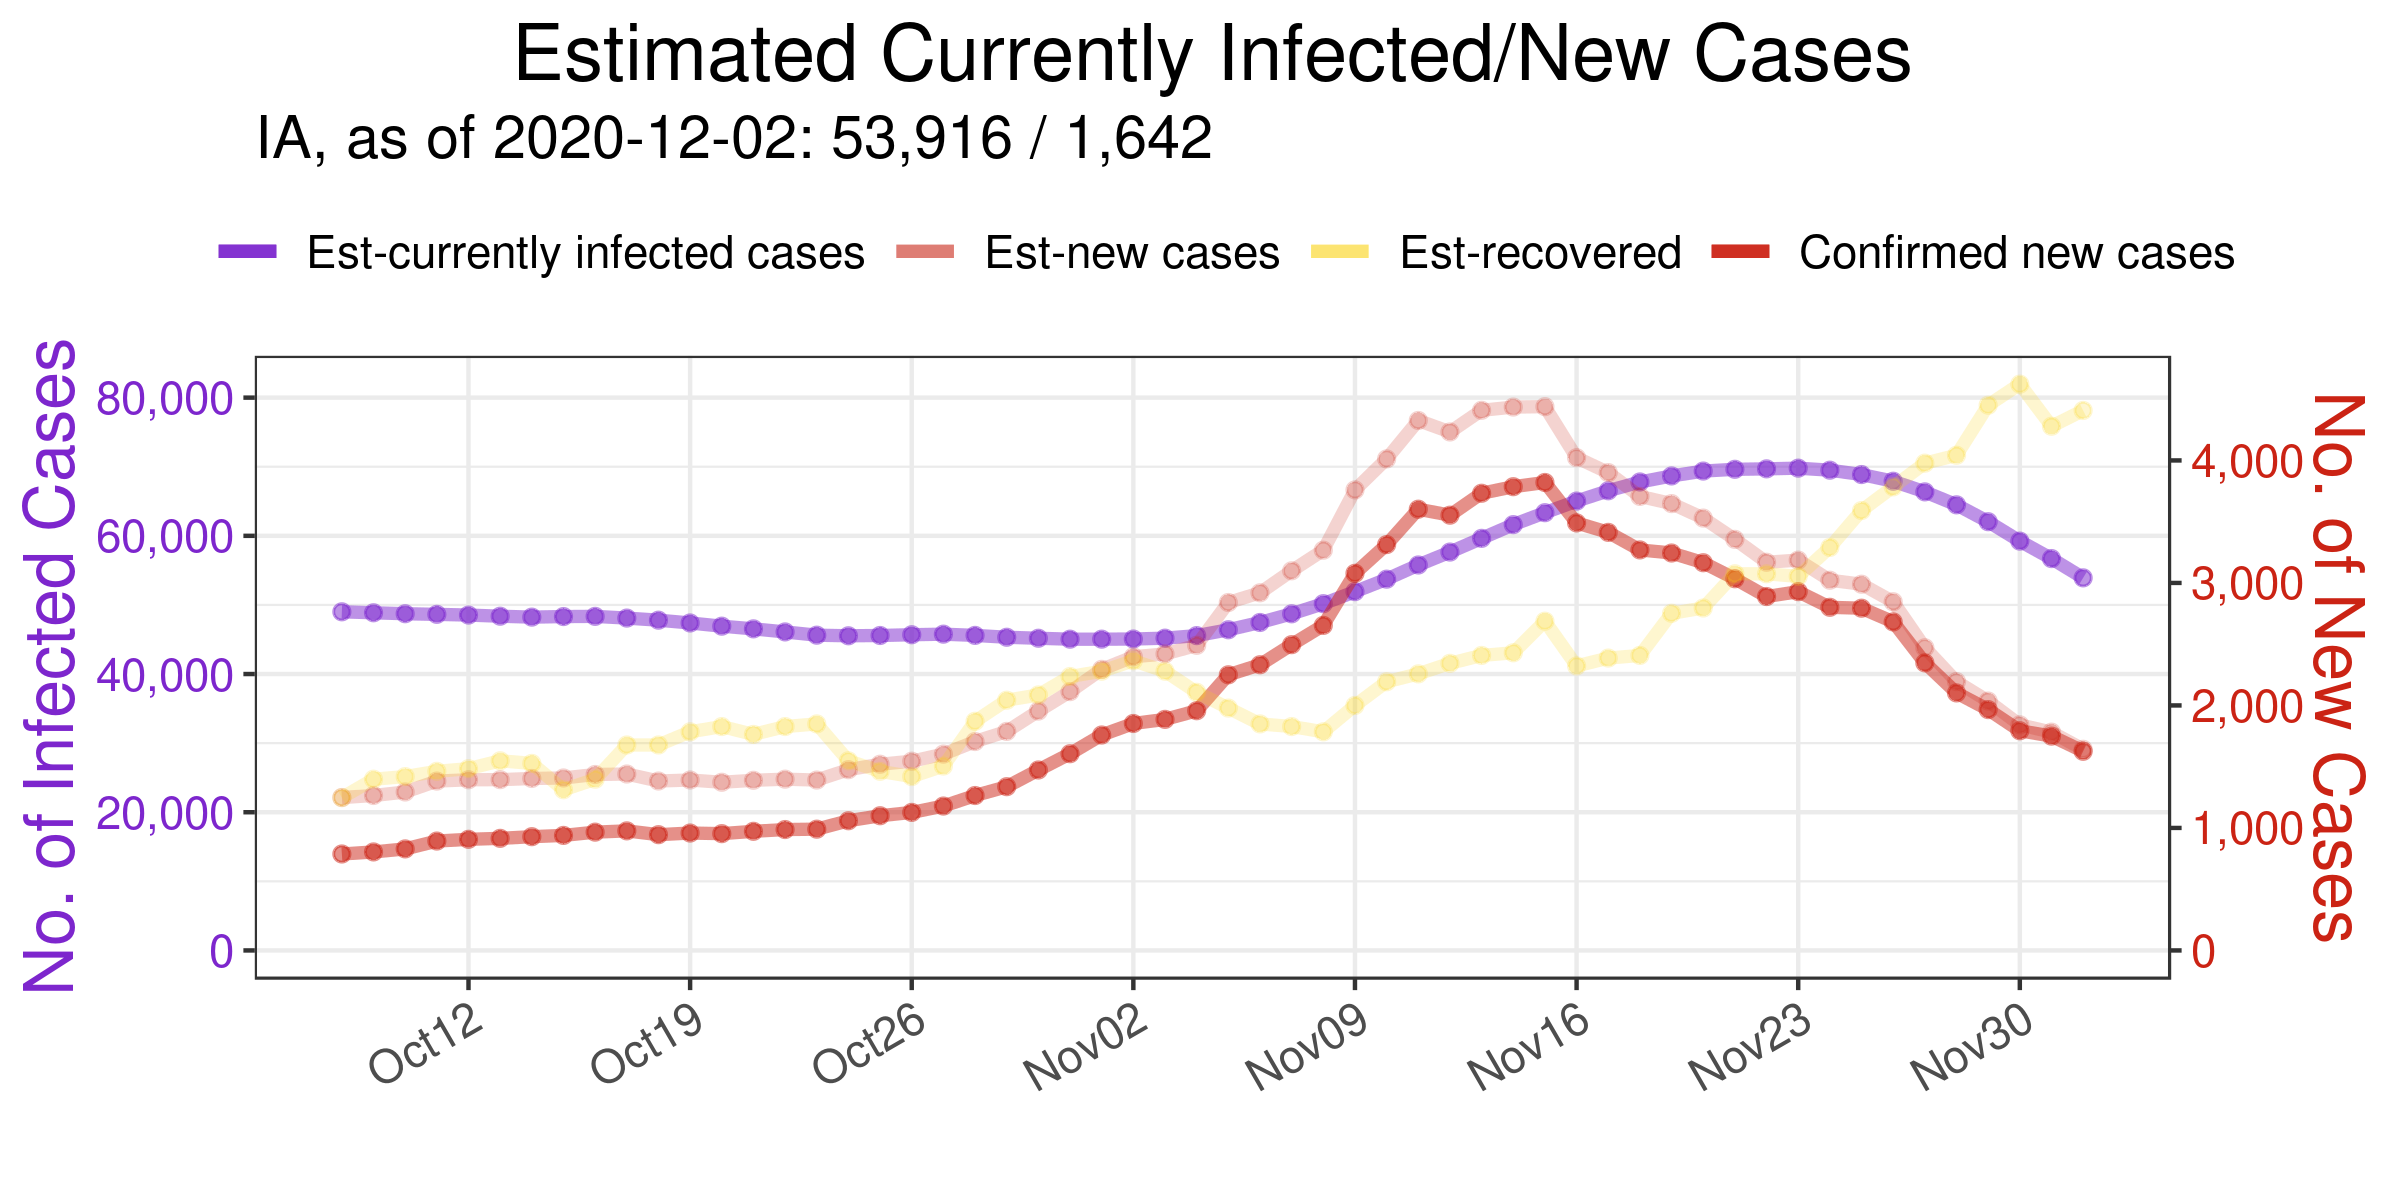 Estimated Currently Infected/New Cases
IA, as of 2020-12-02: 53,916 / 1,642
Est-currently infected cases Est-new cases Est-recovered Confirmed new cases
No. of Infected Cases
80,000
60,000
40,000
20,000
0
4,000
3,000
2,000
1,000
0
No. of New Cases
Oct12 Oct19 Oct26 Nov02 Nov09 Nov16 Nov23 Nov30